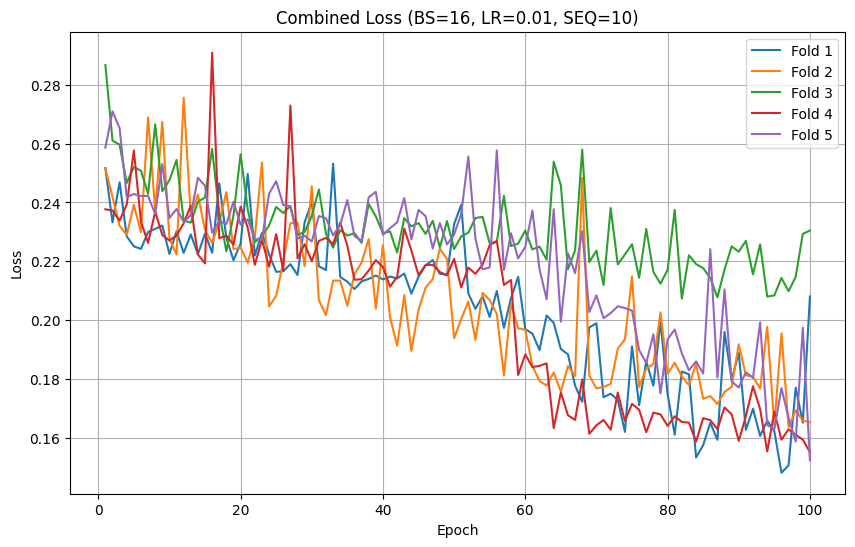 Combined Loss (BS=16, LR=0.01, SEQ=10)
Fold 1
Fold 2
Fold 3
Fold 4
Fold 5
Loss
0.28
0.26
0.24
0.22
0.20
0.18
0.16
0 20 40 60 80 100
Epoch